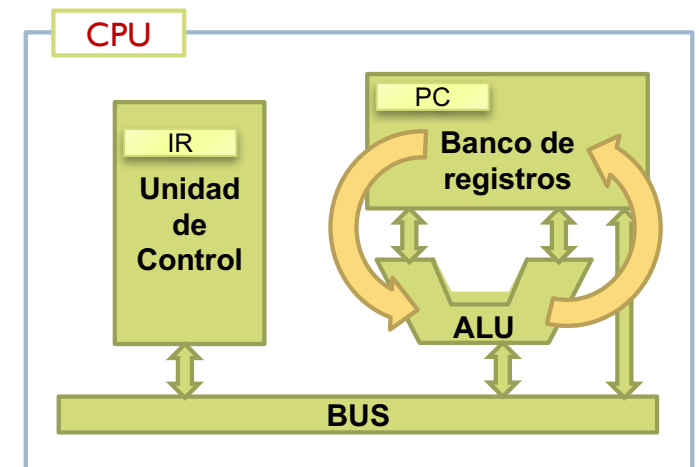 CPU
IR
Unidad
de
Control
PC
Banco de
registros
ALU
BUS